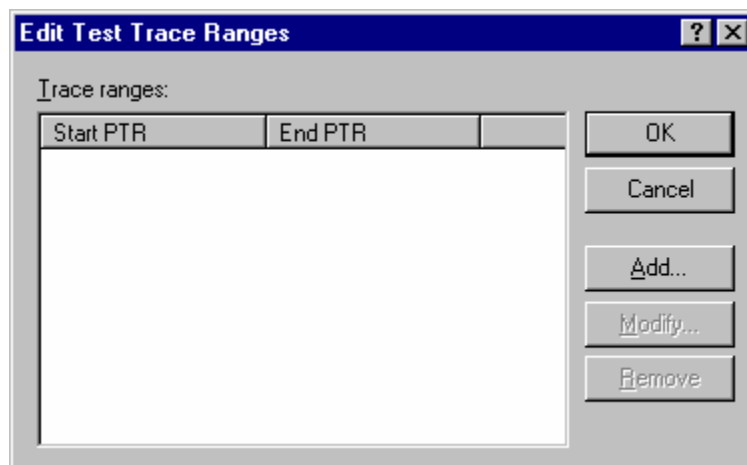 Edit Test Trace Ranges
Trace ranges:
Start PTR End PTR
OK
Cancel
Add...
Modify...
Remove